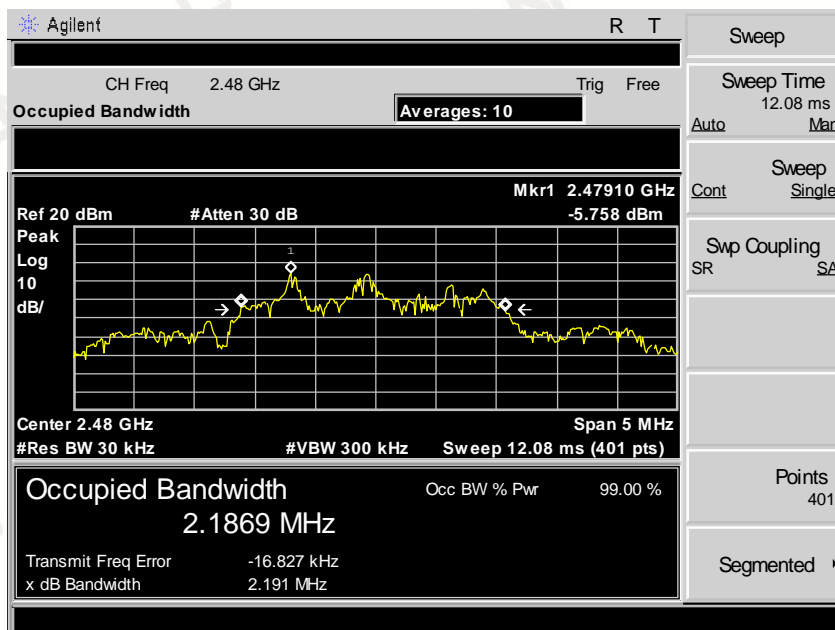 Agilent R T
CH Freq 2.48 GHz Trig Free
Occupied Bandwidth Averages: 10
Mkr1 2.47910 GHz
Ref 20 dBm #Atten 30 dB -5.758 dBm
Peak
Log
10
dB/
1
Center 2.48 GHz Span 5 MHz
#Res BW 30 kHz #VBW 300 kHz Sweep 12.08 ms (401 pts)
Occupied Bandwidth Occ BW % Pwr 99.00 %
2.1869 MHz
Transmit Freq Error -16.827 kHz
x dB Bandwidth 2.191 MHz
Sweep
Sweep Time
12.08 ms
Auto Man
Sweep
Cont Single
Swp Coupling
SR SA
Points
401
Segmented